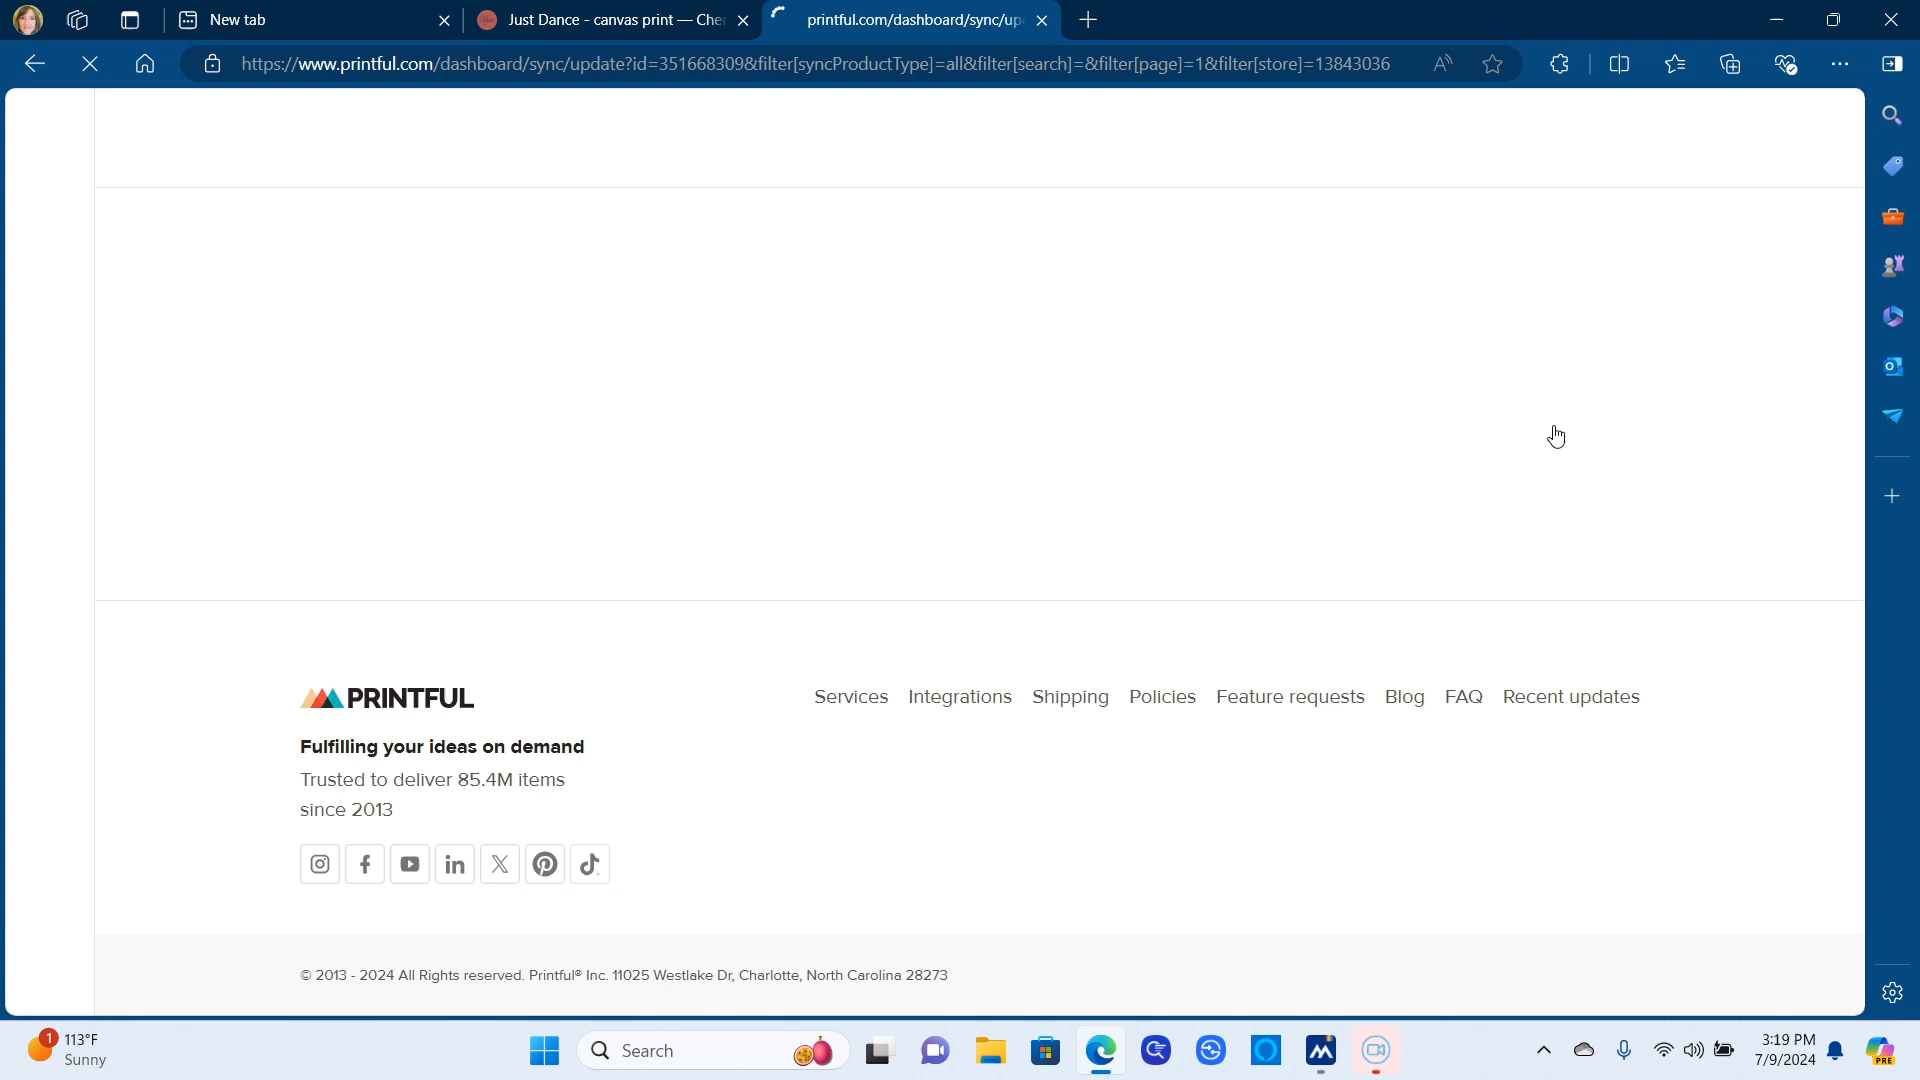 New tab
Just Dance - canvas print — Che
printful.com/dashboard/sync/up
https://www.printful.com/dashboard/sync/update?id=351668309&filter[syncProductType]=all&filter[search]=&filter[page]=1&filter[store]=13843036
PRINTFUL
Services Integrations Shipping Policies Feature requests Blog FAQ Recent updates
Fulfilling your ideas on demand
Trusted to deliver 85.4M items
since 2013
© 2013 - 2024 All Rights reserved. Printful® Inc. 11025 Westlake Dr, Charlotte, North Carolina 28273
1
113°F
Sunny
Search
3:19 PM
7/9/2024
PRE